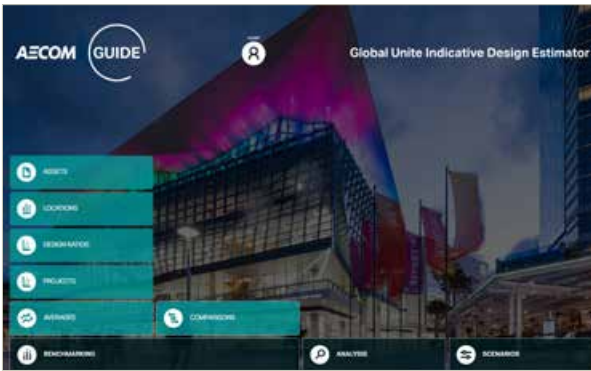 AECOM
GUIDE
Global Unite Indicative Design Estimator
ASSETS
LOCATIONS
DESIGN RATIOS
PROJECTS
AVERAGES
COMPARISONS
BENCHMARKING
ANALYSIS
SCENARIOS